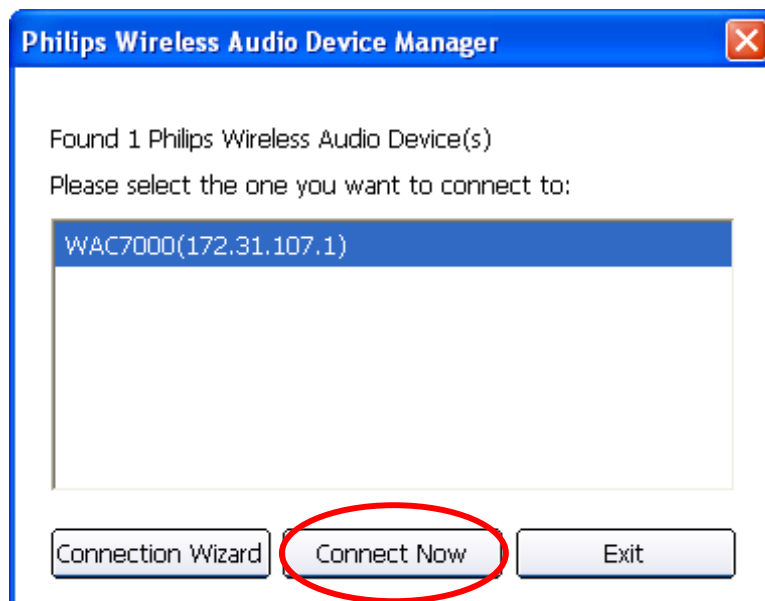 Philips Wireless Audio Device Manager
Found 1 Philips Wireless Audio Device(s)
Please select the one you want to connect to:
WAC7000(172.31.107.1)
Connection Wizard Connect Now Exit